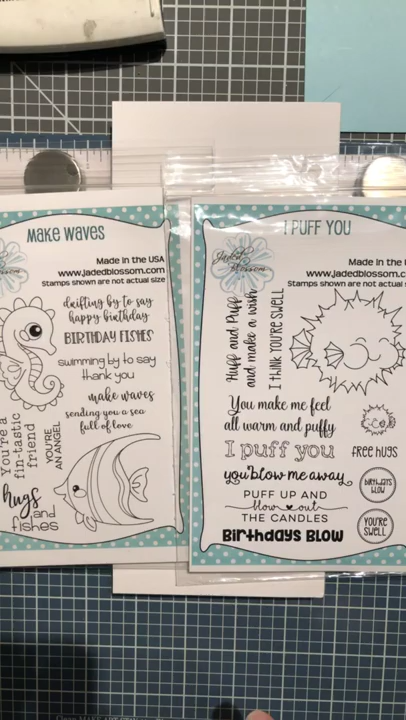 MAKE WAVES
Jaded
blossom
Made in the USA
www.jadedblossom.com
Stamps shown are not actual size
drifting by to say
happy birthday
BIRTHDAY FISHES
swimming by to say
thank you
make waves
sending you a sea
full of love
You're a
fin-tastic
friend
YOU'RE
AN ANGEL
hugs
and
fishes
I PUFF YOU
Jaded
blossom
Made in the U
www.jadedblossom.co
Stamps shown are not actual
Huff and Puff
and make a wish
I THINK YOU'RE SWELL
You make me feel
all warm and puffy
I puff you
FREE HUGS
you blow me away
BIRTHDAYS
BLOW
PUFF UP AND
blow out
THE CANDLES
YOU'RE
SWELL
BirthdAys BLOW